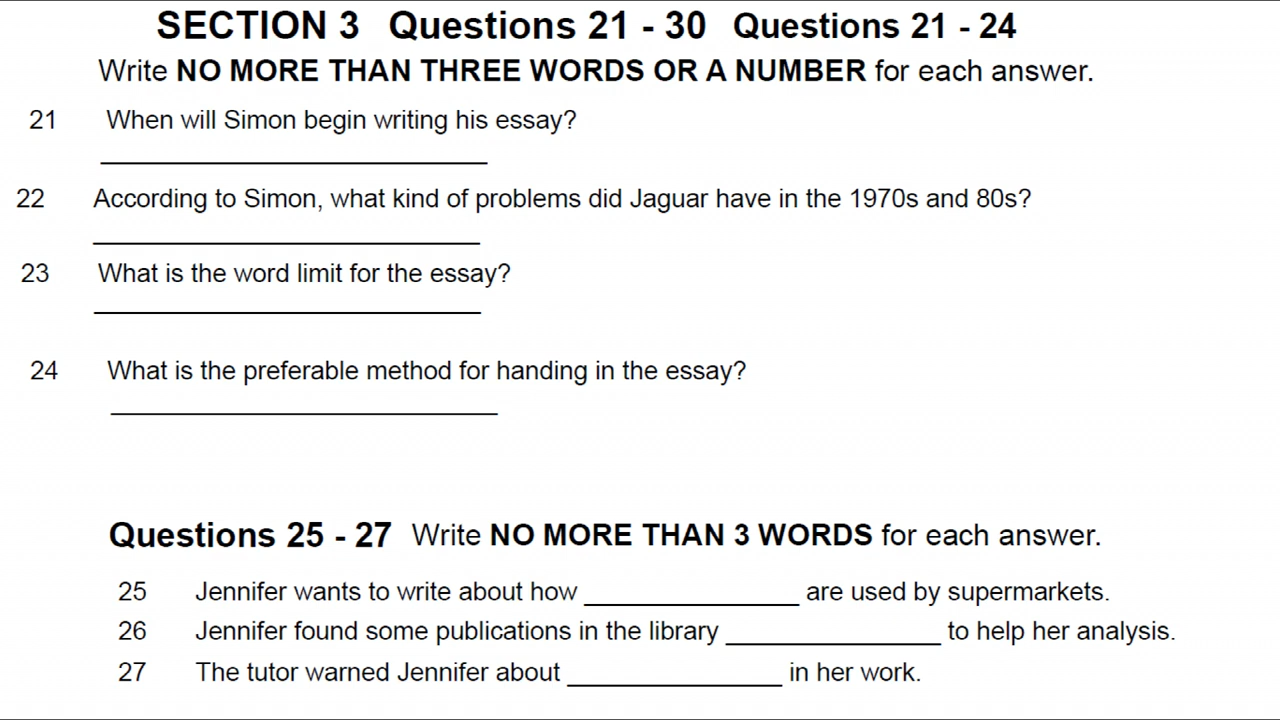 SECTION 3 Questions 21 - 30 Questions 21 - 24
Write NO MORE THAN THREE WORDS OR A NUMBER for each answer.
21 When will Simon begin writing his essay?
22 According to Simon, what kind of problems did Jaguar have in the 1970s and 80s?
23 What is the word limit for the essay?
24 What is the preferable method for handing in the essay?
Questions 25 - 27 Write NO MORE THAN 3 WORDS for each answer.
25 Jennifer wants to write about how _______________ are used by supermarkets.
26 Jennifer found some publications in the library _______________ to help her analysis.
27 The tutor warned Jennifer about _______________ in her work.